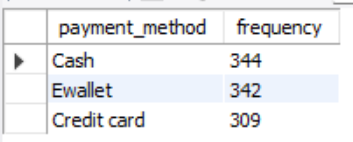 payment_method frequency
Cash 344
Ewallet 342
Credit card 309